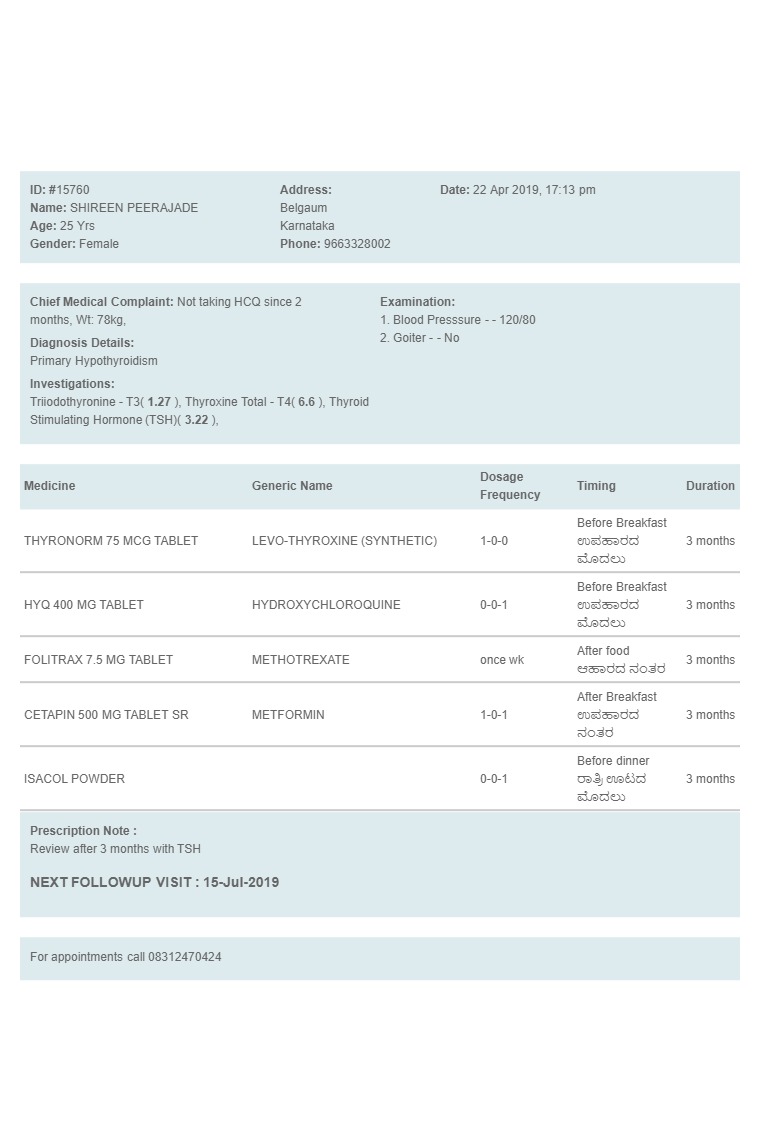 ID: #15760
Name: SHIREEN PEERAJADE
Age: 25 Yrs
Gender: Female
Address:
Belgaum
Karnataka
Phone: 9663328002
Date: 22 Apr 2019, 17:13 pm
Chief Medical Complaint: Not taking HCQ since 2
months, Wt: 78kg,
Diagnosis Details:
Primary Hypothyroidism
Investigations:
Triiodothyronine - T3( 1.27 ), Thyroxine Total - T4( 6.6 ), Thyroid
Stimulating Hormone (TSH)( 3.22 ),
Examination:
1. Blood Presssure - - 120/80
2. Goiter - - No
Medicine Generic Name Dosage Frequency Timing Duration
THYRONORM 75 MCG TABLET LEVO-THYROXINE (SYNTHETIC) 1-0-0 Before Breakfast 3 months
ಉಪಹಾರದ
ಮೊದಲು
HYQ 400 MG TABLET HYDROXYCHLOROQUINE 0-0-1 Before Breakfast 3 months
ಉಪಹಾರದ
ಮೊದಲು
FOLITRAX 7.5 MG TABLET METHOTREXATE once wk After food 3 months
ಆಹಾರದ ನಂತರ
CETAPIN 500 MG TABLET SR METFORMIN 1-0-1 After Breakfast 3 months
ಉಪಹಾರದ
ನಂತರ
ISACOL POWDER 0-0-1 Before dinner 3 months
ರಾತ್ರಿ ಊಟದ
ಮೊದಲು
Prescription Note :
Review after 3 months with TSH
NEXT FOLLOWUP VISIT : 15-Jul-2019
For appointments call 08312470424